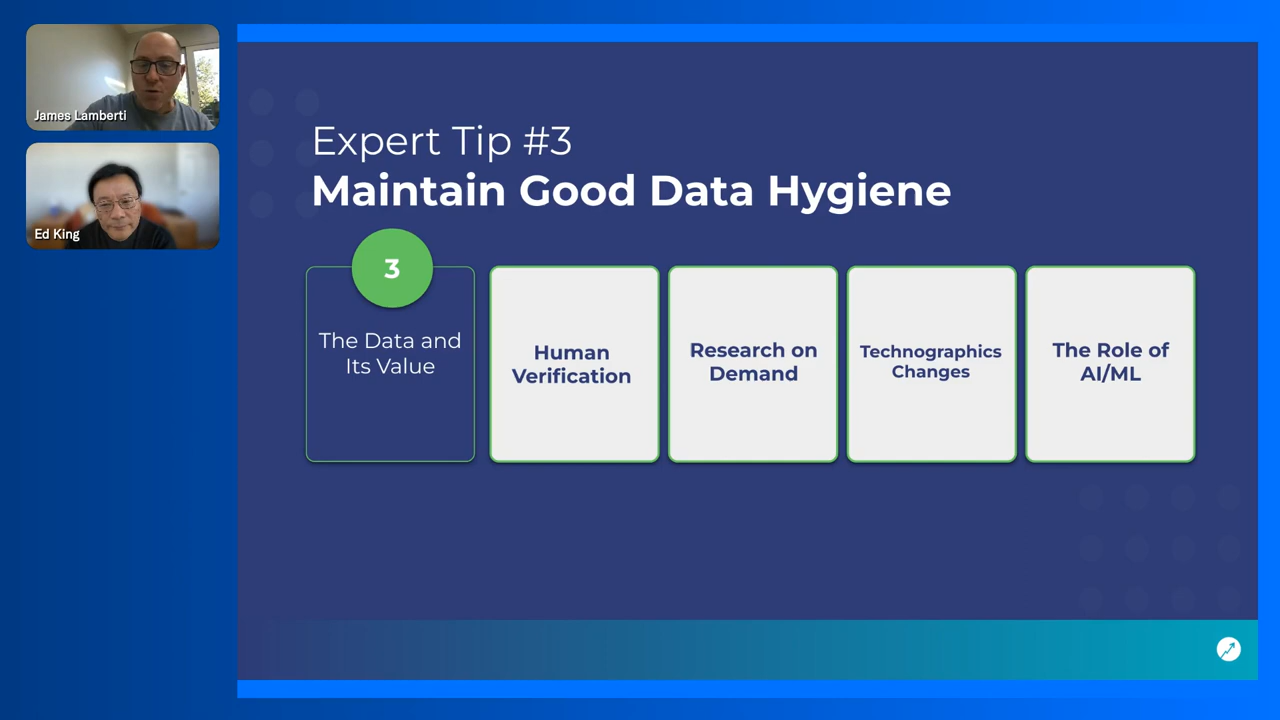 James Lamberti
Ed King
Expert Tip #3
Maintain Good Data Hygiene
3
The Data and
Its Value
Human
Verification
Research on
Demand
Technographics
Changes
The Role of
AI/ML